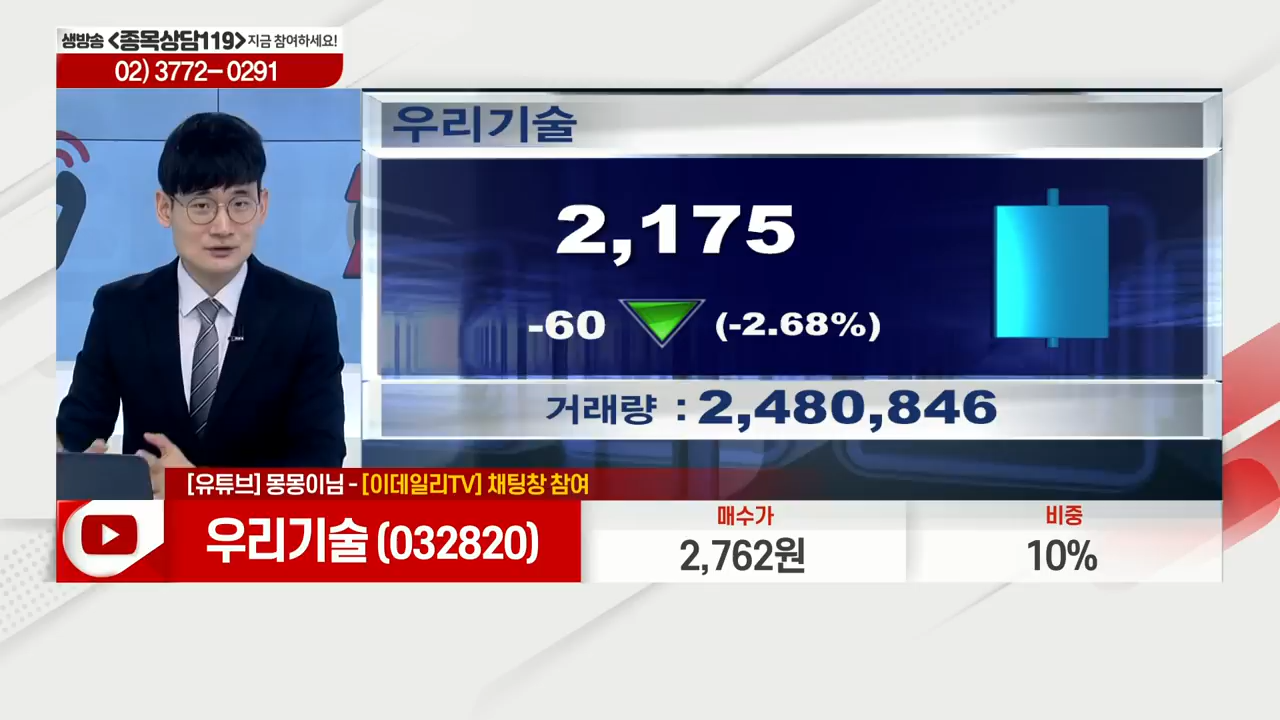 생방송 <종목상담119> 지금 참여하세요!
02) 3772-0291
우리기술
2,175
-60 (-2.68%)
거래량 : 2,480,846
[유튜브] 몽몽이님 - [이데일리TV] 채팅창 참여
우리기술 (032820)
매수가
2,762원
비중
10%